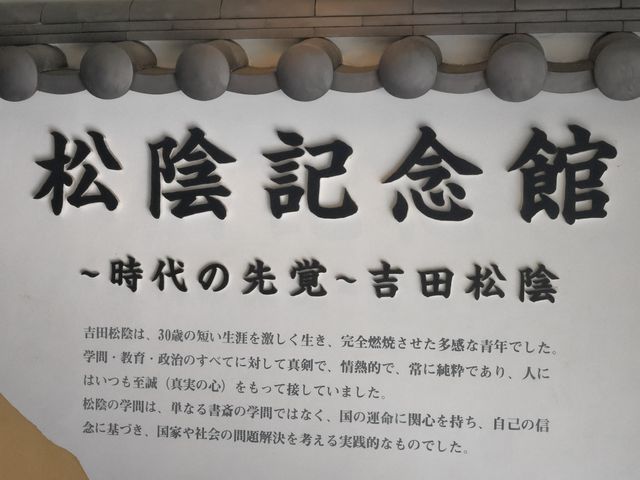 松陰記念館
~時代の先覚~吉田松陰
吉田松陰は、30歳の短い生涯を激しく生き、完全燃焼させた多感な青年でした。
学問・教育・政治のすべてに対して真剣で、情熱的で、常に純粋であり、人に
はいつも至誠（真実の心）をもって接していました。
松陰の学問は、単なる書斎の学問ではなく、国の運命に関心を持ち、自己の信
念に基づき、国家や社会の問題解決を考える実践的なものでした。